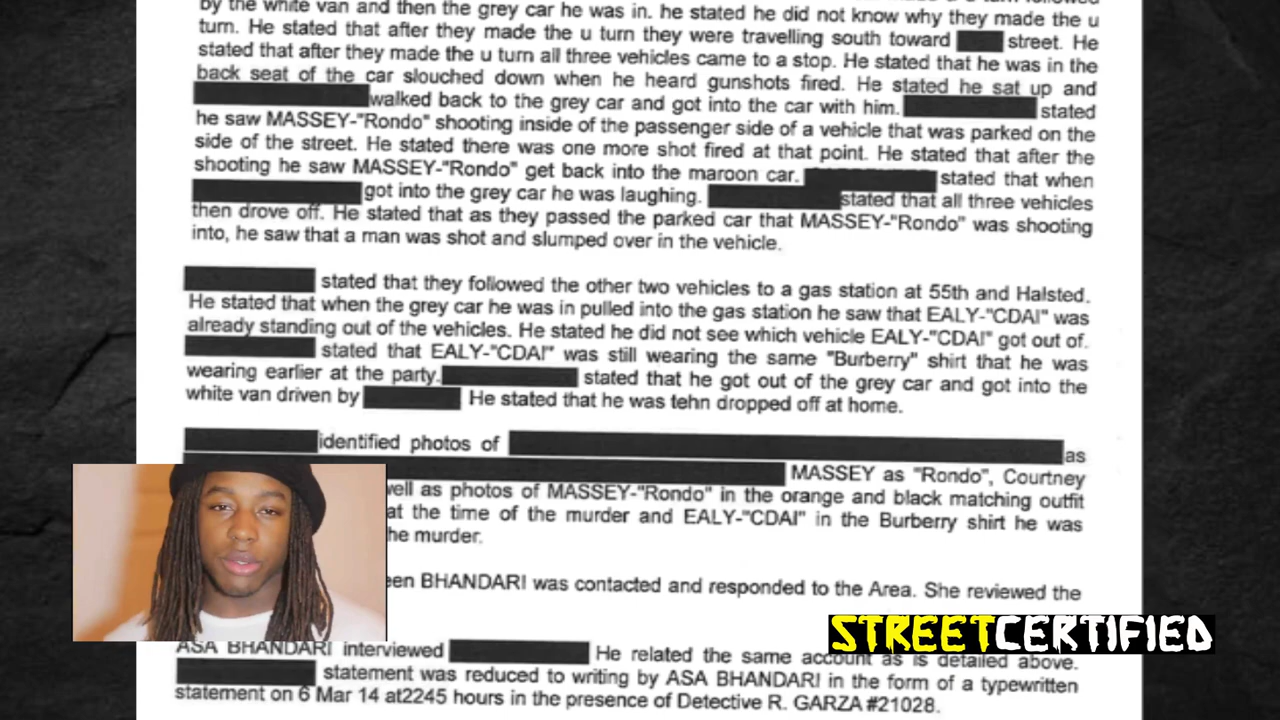 by the white van and then the grey car he was in. he stated he did not know why they made the u
turn. He stated that after they made the u turn they were travelling south toward street. He
stated that after they made the u turn all three vehicles came to a stop. He stated that he was in the
back seat of the car slouched down when he heard gunshots fired. He stated he sat up and
walked back to the grey car and got into the car with him. stated
he saw MASSEY-"Rondo" shooting inside of the passenger side of a vehicle that was parked on the
side of the street. He stated there was one more shot fired at that point. He stated that after the
shooting he saw MASSEY-"Rondo" get back into the maroon car. stated that when
got into the grey car he was laughing. stated that all three vehicles
then drove off. He stated that as they passed the parked car that MASSEY-"Rondo" was shooting
into, he saw that a man was shot and slumped over in the vehicle.
stated that they followed the other two vehicles to a gas station at 55th and Halsted.
He stated that when the grey car he was in pulled into the gas station he saw that EALY-"CDAI" was
already standing out of the vehicles. He stated he did not see which vehicle EALY-"CDAI" got out of.
stated that EALY-"CDAI" was still wearing the same "Burberry" shirt that he was
wearing earlier at the party. stated that he got out of the grey car and got into the
white van driven by He stated that he was tehn dropped off at home.
identified photos of as
MASSEY as "Rondo", Courtney
well as photos of MASSEY-"Rondo" in the orange and black matching outfit
at the time of the murder and EALY-"CDAI" in the Burberry shirt he was
he murder.
een BHANDARI was contacted and responded to the Area. She reviewed the
STREETCERTIFIED
ASA BHANDARI interviewed He related the same account as is detailed above.
statement was reduced to writing by ASA BHANDARI in the form of a typewritten
statement on 6 Mar 14 at2245 hours in the presence of Detective R. GARZA #21028.